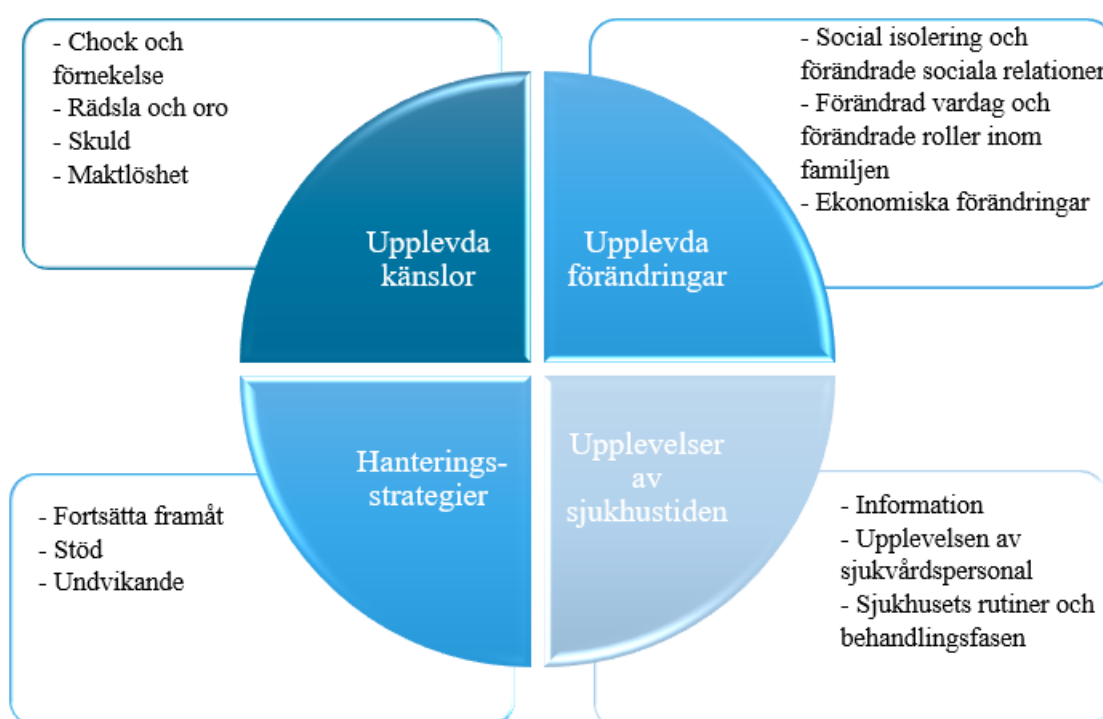 - Chock och
förnekelse
- Rädsla och oro
- Skuld
- Maktlöshet
- Social isolering och
förändrade sociala relationer
- Förändrad vardag och
förändrade roller inom
familjen
- Ekonomiska förändringar
Upplevda
känslor
Upplevda
förändringar
Hanterings-
strategier
Upplevelser
av
sjukhustiden
- Fortsätta framåt
- Stöd
- Undvikande
- Information
- Upplevelsen av
sjukvårdspersonal
- Sjukhusets rutiner och
behandlingsfasen